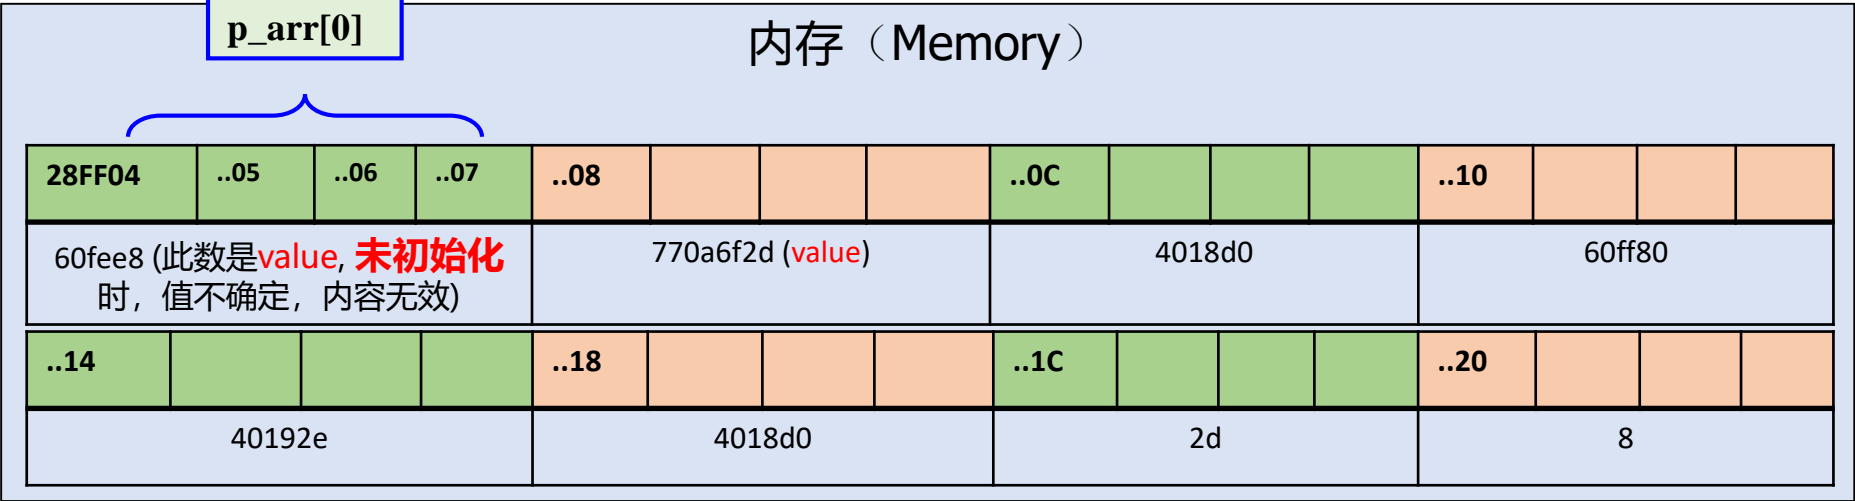 p_arr[0]
内存（Memory）
28FF04 ..05 ..06 ..07 ..08 ..0C ..10
60fee8 (此数是value, 未初始化
时，值不确定，内容无效)
770a6f2d (value)
4018d0
60ff80
..14 ..18 ..1C ..20
40192e 4018d0 2d 8